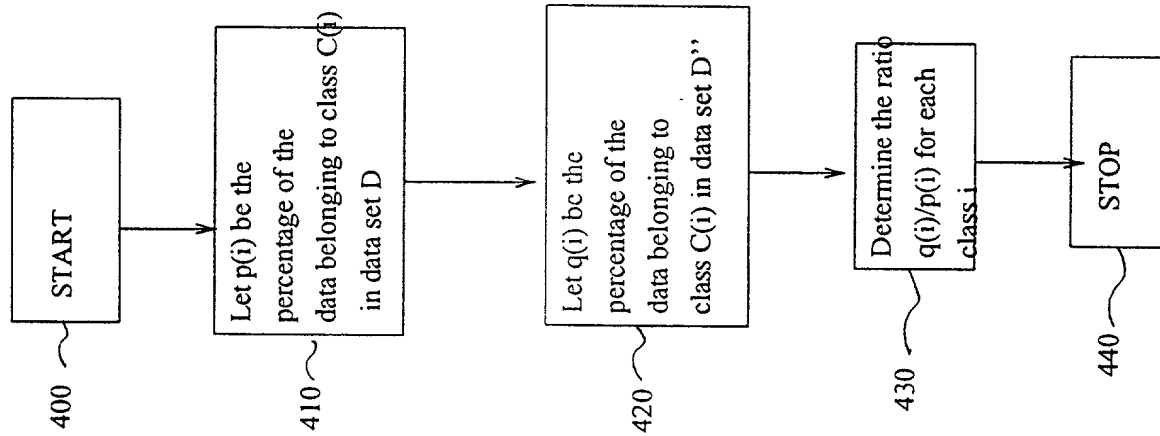 START
400
Let p(i) be the
percentage of the
data belonging to class C(i)
in data set D
410
Let q(i) be the
percentage of the
data belonging to
class C(i) in data set D’’
420
Determine the ratio
q(i)/p(i) for each
class i
430
STOP
440